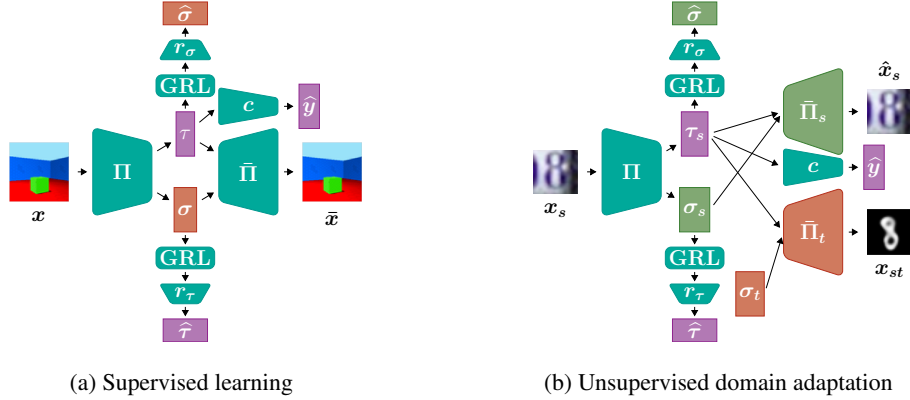 σ̂
r_σ
GRL
τ
c
ŷ
Π
Π̄
x
σ
x̄
GRL
r_τ
τ̂
(a) Supervised learning
σ̂
r_σ
GRL
x̂_s
Π̄_s
τ_s
c
ŷ
Π
x_s
σ_s
Π̄_t
GRL
x_st
r_τ
σ_t
τ̂
(b) Unsupervised domain adaptation